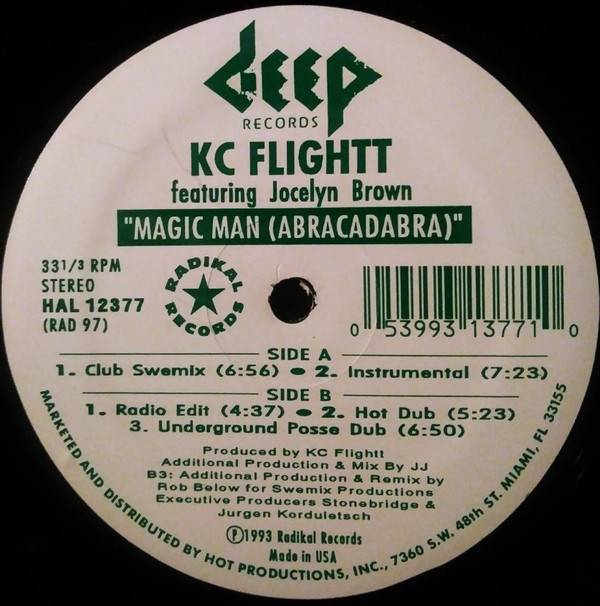 deep
RECORDS
KC FLIGHTT
featuring Jocelyn Brown
"MAGIC MAN (ABRACADABRA)"
33 1/3 RPM
STEREO
HAL 12377
(RAD 97)
RADIKAL RECORDS
0 53993 13771 0
SIDE A
1. Club Swemix (6:56) ● 2. Instrumental (7:23)
SIDE B
1. Radio Edit (4:37) ● 2. Hot Dub (5:23)
3. Underground Posse Dub (6:50)
Produced by KC Flightt
Additional Production & Mix By JJ
B3: Additional Production & Remix by
Rob Below for Swemix Productions
Executive Producers Stonebridge &
Jurgen Korduletsch
Ⓟ1993 Radikal Records
Made in USA
MARKETED AND DISTRIBUTED BY HOT PRODUCTIONS, INC., 7360 S.W. 48th ST. MIAMI, FL 33155